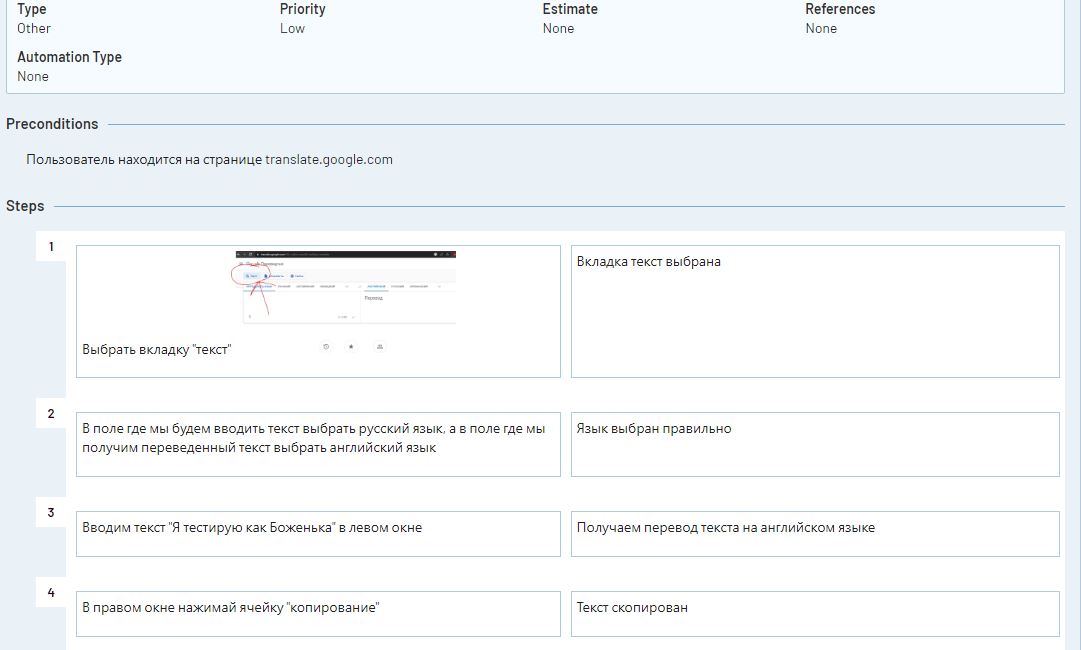 Type
Priority
Estimate
References
Other
Low
None
None
Automation Type
None
Preconditions
Пользователь находится на странице translate.google.com
Steps
1
Выбрать вкладку "текст"
Вкладка текст выбрана
2
В поле где мы будем вводить текст выбрать русский язык, а в поле где мы
получим переведенный текст выбрать английский язык
Язык выбран правильно
3
Вводим текст "Я тестирую как Боженька" в левом окне
Получаем перевод текста на английском языке
4
В правом окне нажимай ячейку "копирование"
Текст скопирован